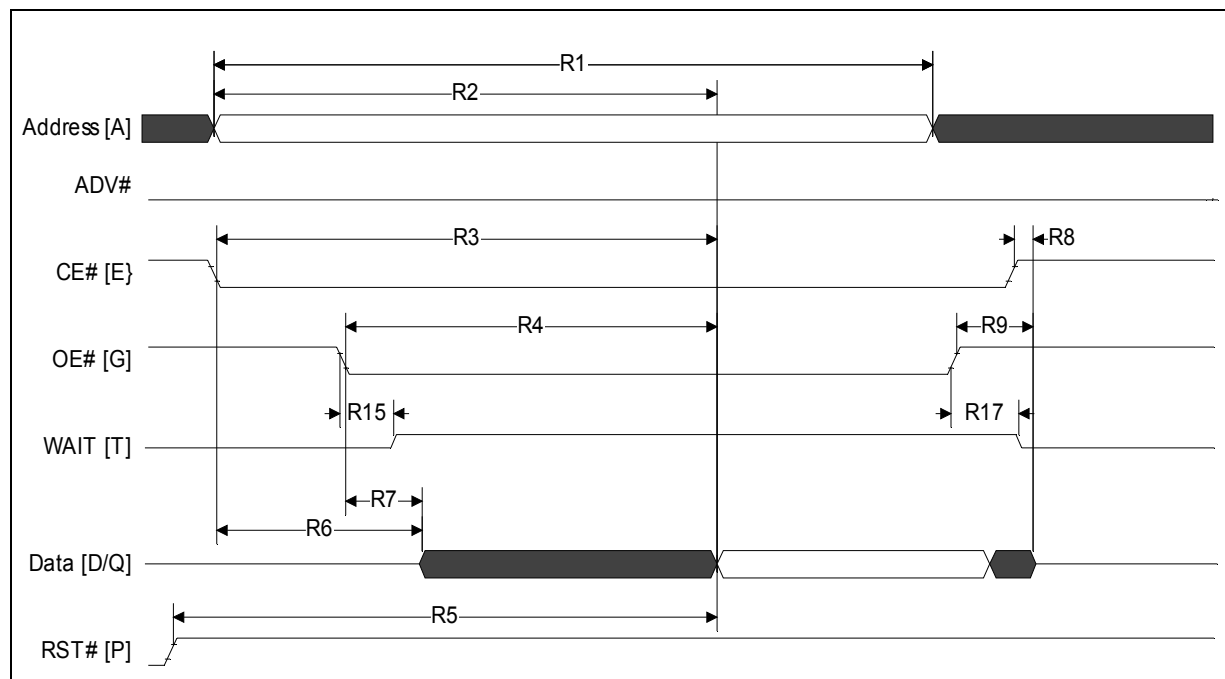 R1
R2
Address [A]
ADV#
R3
R8
CE# [E}
R4
R9
OE# [G]
R15
R17
WAIT [T]
R7
R6
Data [D/Q]
R5
RST# [P]